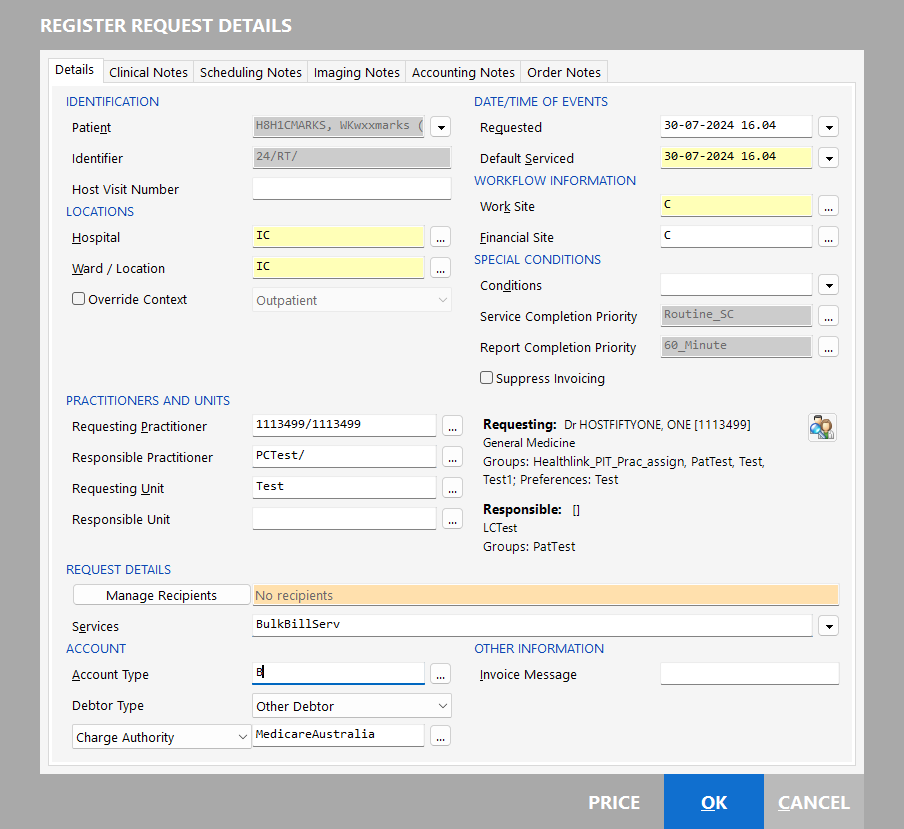 REGISTER REQUEST DETAILS
Details Clinical Notes Scheduling Notes Imaging Notes Accounting Notes Order Notes
IDENTIFICATION
Patient H8H1CMARKS, WKwxxmarks (
Identifier 24/RT/
Host Visit Number
LOCATIONS
Hospital IC ...
Ward / Location IC ...
Override Context Outpatient
DATE/TIME OF EVENTS
Requested 30-07-2024 16.04
Default Serviced 30-07-2024 16.04
WORKFLOW INFORMATION
Work Site C ...
Financial Site C ...
SPECIAL CONDITIONS
Conditions
Service Completion Priority Routine_SC ...
Report Completion Priority 60_Minute ...
Suppress Invoicing
PRACTITIONERS AND UNITS
Requesting Practitioner 1113499/1113499 ...
Responsible Practitioner PCTest/ ...
Requesting Unit Test ...
Responsible Unit ...
Requesting: Dr HOSTFIFTYONE, ONE [1113499]
General Medicine
Groups: Healthlink_PIT_Prac_assign, PatTest, Test,
Test1; Preferences: Test
Responsible: []
LCTest
Groups: PatTest
REQUEST DETAILS
Manage Recipients No recipients
Services BulkBillServ
ACCOUNT
Account Type B ...
Debtor Type Other Debtor
Charge Authority MedicareAustralia ...
OTHER INFORMATION
Invoice Message
PRICE OK CANCEL